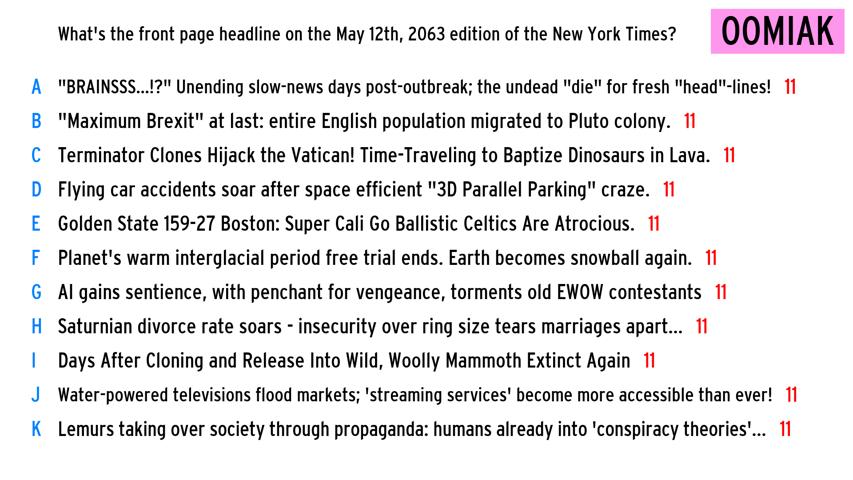 What's the front page headline on the May 12th, 2063 edition of the New York Times?
OOMIAK
A "BRAINSSS...!?" Unending slow-news days post-outbreak; the undead "die" for fresh "head"-lines! 11
B "Maximum Brexit" at last: entire English population migrated to Pluto colony. 11
C Terminator Clones Hijack the Vatican! Time-Traveling to Baptize Dinosaurs in Lava. 11
D Flying car accidents soar after space efficient "3D Parallel Parking" craze. 11
E Golden State 159-27 Boston: Super Cali Go Ballistic Celtics Are Atrocious. 11
F Planet's warm interglacial period free trial ends. Earth becomes snowball again. 11
G AI gains sentience, with penchant for vengeance, torments old EWOW contestants 11
H Saturnian divorce rate soars - insecurity over ring size tears marriages apart... 11
I Days After Cloning and Release Into Wild, Woolly Mammoth Extinct Again 11
J Water-powered televisions flood markets; 'streaming services' become more accessible than ever! 11
K Lemurs taking over society through propaganda: humans already into 'conspiracy theories'... 11